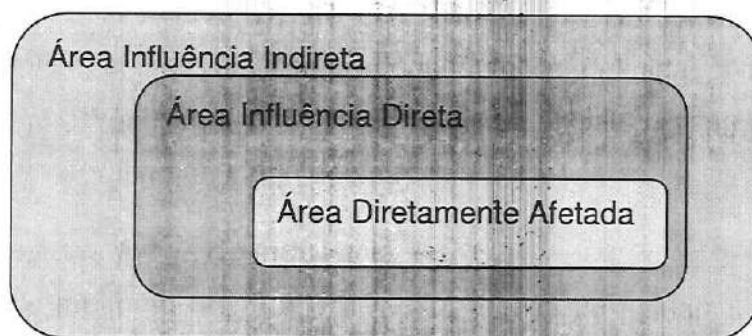 Área Influência Indireta
Área Influência Direta
Área Diretamente Afetada